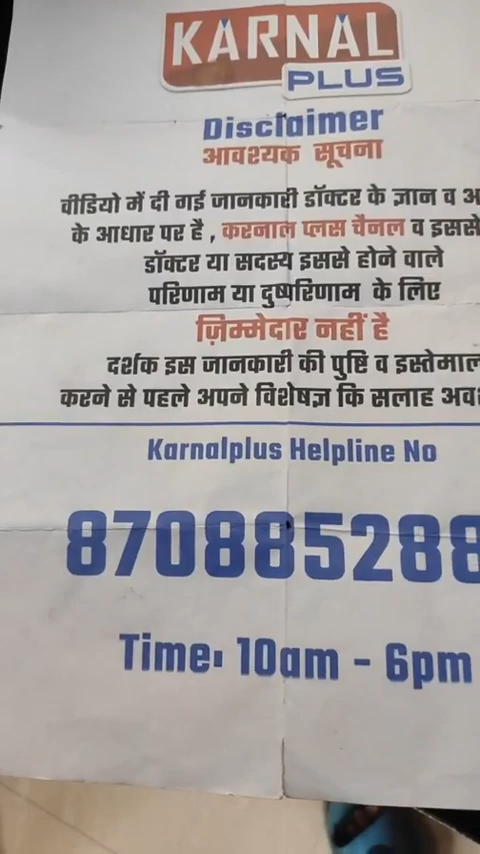 KARNAL
PLUS
Disclaimer
आवश्यक सूचना
वीडियो में दी गई जानकारी डॉक्टर के ज्ञान व
के आधार पर है , करनाल प्लस चैनल व इससे
डॉक्टर या सदस्य इससे होने वाले
परिणाम या दुष्परिणाम के लिए
ज़िम्मेदार नहीं है
दर्शक इस जानकारी की पुष्टि व इस्तेमाल
करने से पहले अपने विशेषज्ञ कि सलाह
Karnalplus Helpline No
870885288
Time: 10am - 6pm